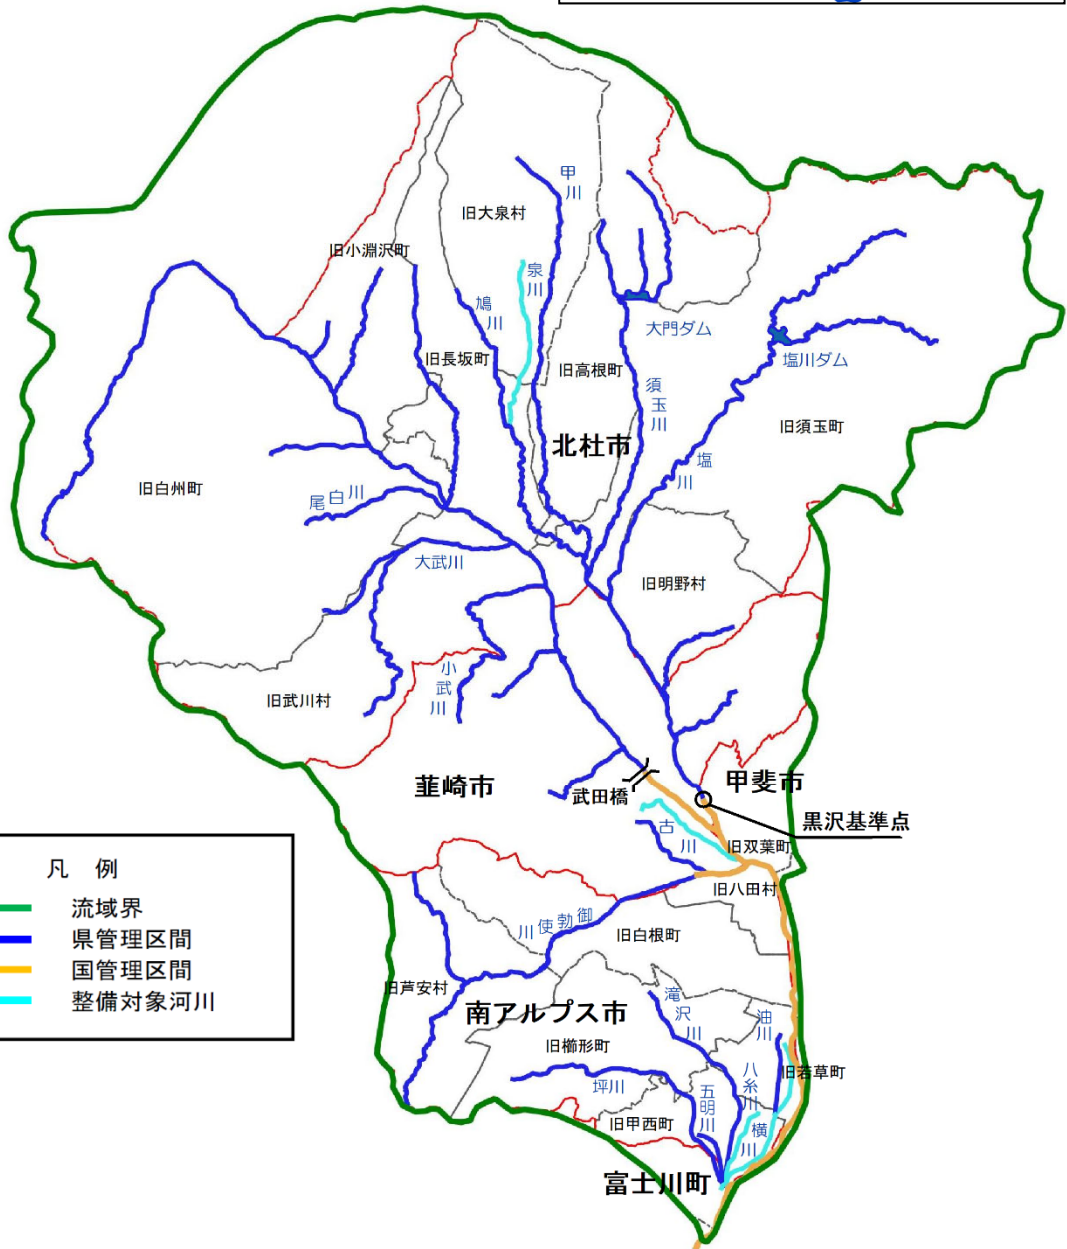 甲川
旧大泉村
旧小淵沢町
泉川
鳩川
大門ダム
旧長坂町
旧高根町
塩川ダム
須玉川
旧須玉町
北杜市
塩川
旧白州町
尾白川
大武川
旧明野村
小武川
旧武川村
韮崎市
武田橋
甲斐市
黒沢基準点
古川
旧双葉町
旧八田村
御勅使川
旧白根町
旧芦安村
南アルプス市
滝沢川
油川
旧櫛形町
旧若草町
坪川
五明川
八糸川
旧甲西町
横川
富士川町
凡 例
流域界
県管理区間
国管理区間
整備対象河川